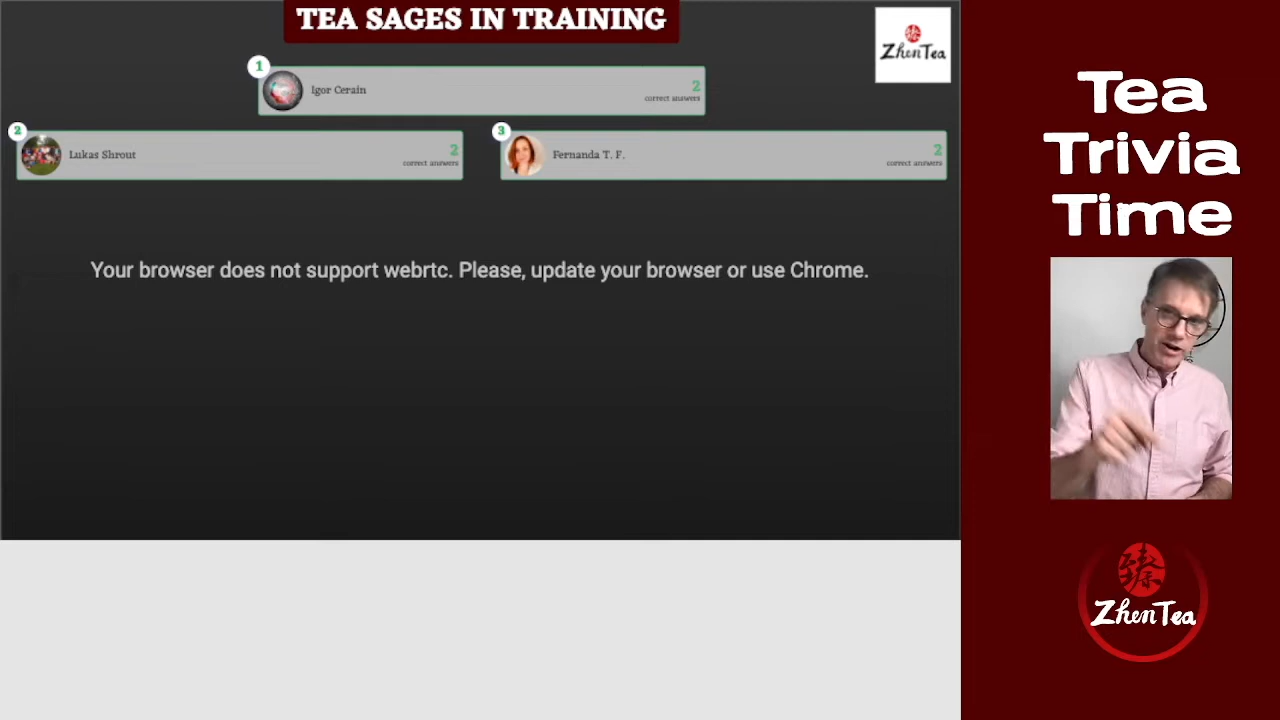 TEA SAGES IN TRAINING
ZhenTea
1
Igor Cerain
2
correct answers
2
Lukas Shrout
2
correct answers
3
Fernanda T. F.
2
correct answers
Your browser does not support webrtc. Please, update your browser or use Chrome.
Tea
Trivia
Time
臻
ZhenTea